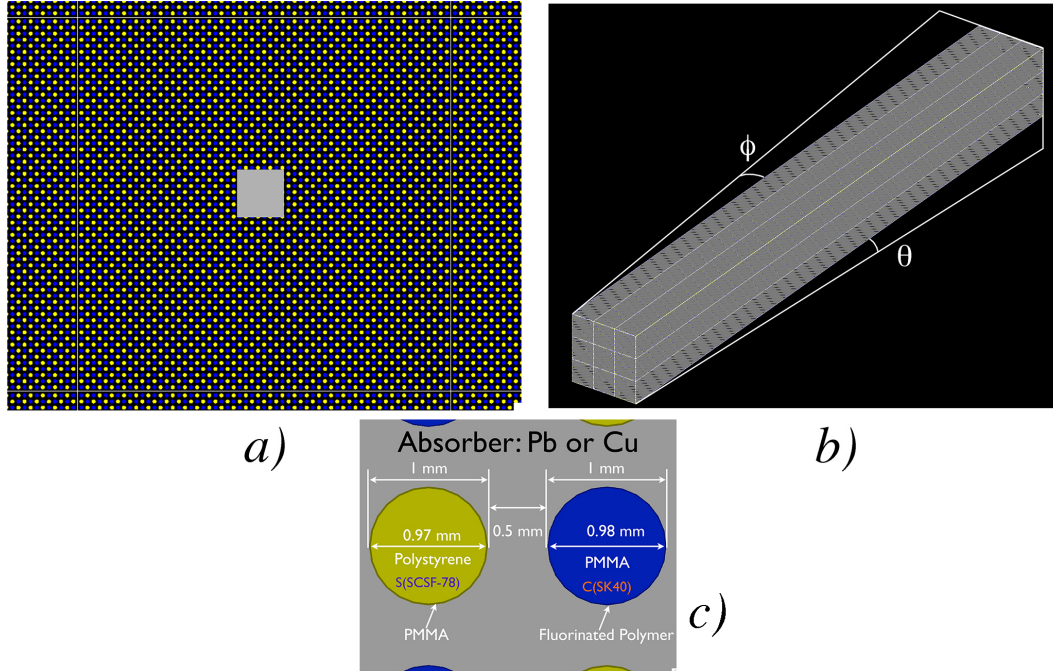 ϕ
θ
a)
b)
Absorber: Pb or Cu
1 mm
1 mm
0.97 mm
0.5 mm
0.98 mm
Polystyrene
PMMA
S(SCSF-78)
C(SK40)
PMMA
Fluorinated Polymer
c)